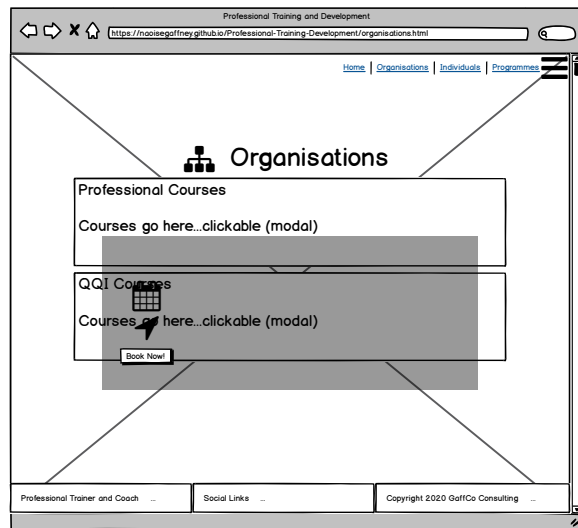 Professional Training and Development
https://naoisegaffney.github.io/Professional-Training-Development/organisations.html
Home | Organisations | Individuals | Programmes
Organisations
Professional Courses
Courses go here...clickable (modal)
QQI Courses
Courses go here...clickable (modal)
Book Now!
Professional Trainer and Coach ...
Social Links ...
Copyright 2020 GaffCo Consulting ...